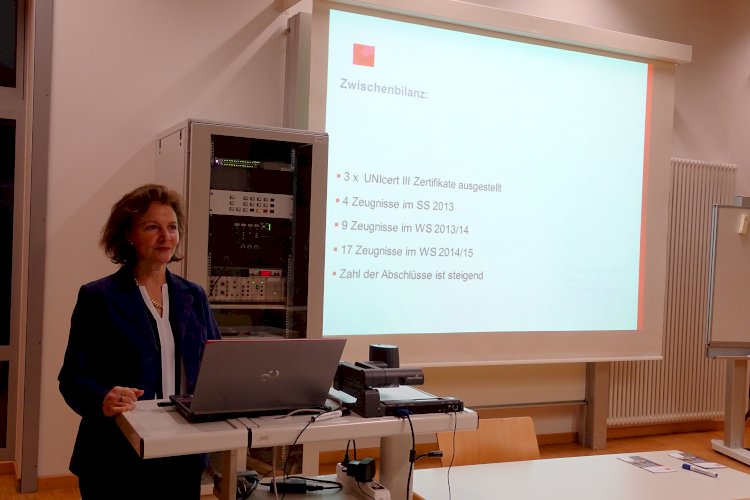 Zwischenbilanz:
3 x UNIcert III Zertifikate ausgestellt
4 Zeugnisse im SS 2013
9 Zeugnisse im WS 2013/14
17 Zeugnisse im WS 2014/15
Zahl der Abschlüsse ist steigend